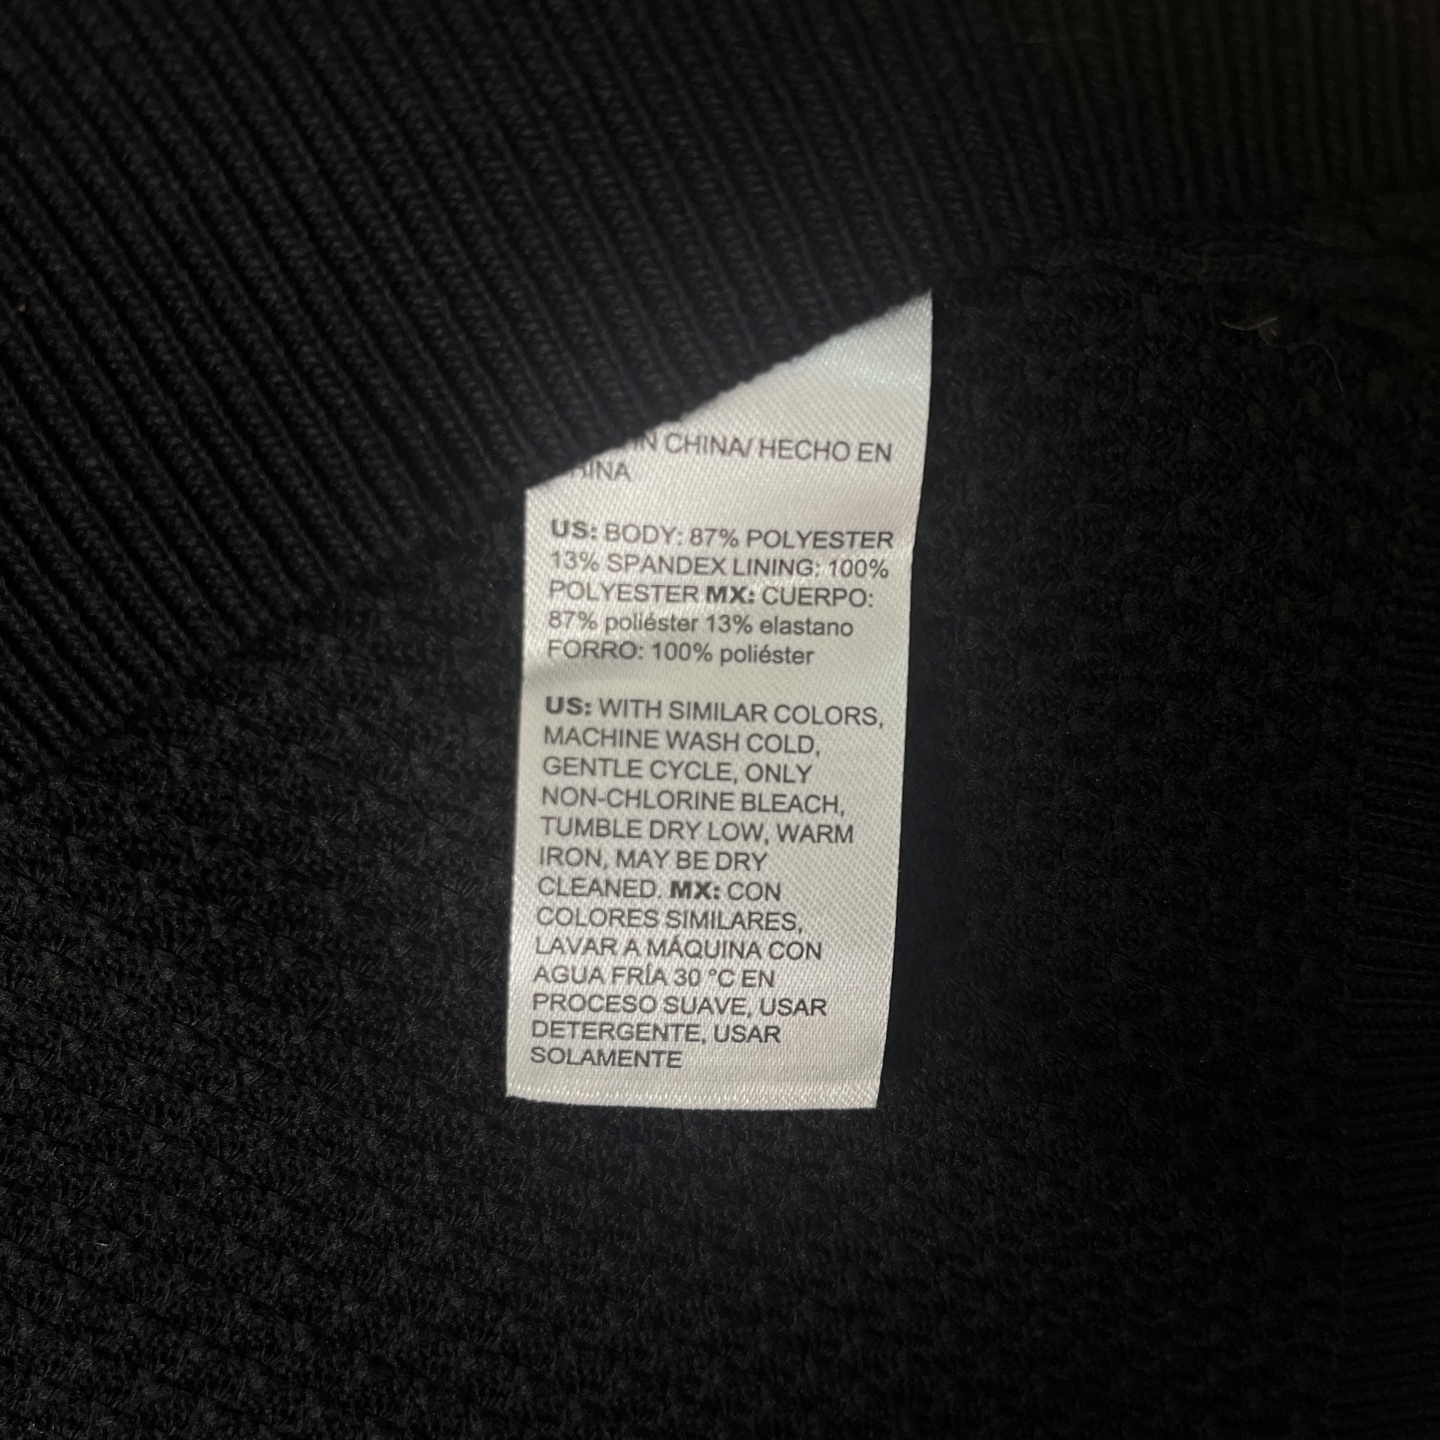 IN CHINA/ HECHO EN
HINA
US: BODY: 87% POLYESTER
13% SPANDEX LINING: 100%
POLYESTER MX: CUERPO:
87% poliéster 13% elastano
FORRO: 100% poliéster
US: WITH SIMILAR COLORS,
MACHINE WASH COLD,
GENTLE CYCLE, ONLY
NON-CHLORINE BLEACH,
TUMBLE DRY LOW, WARM
IRON, MAY BE DRY
CLEANED. MX: CON
COLORES SIMILARES,
LAVAR A MÁQUINA CON
AGUA FRÍA 30 °C EN
PROCESO SUAVE, USAR
DETERGENTE, USAR
SOLAMENTE